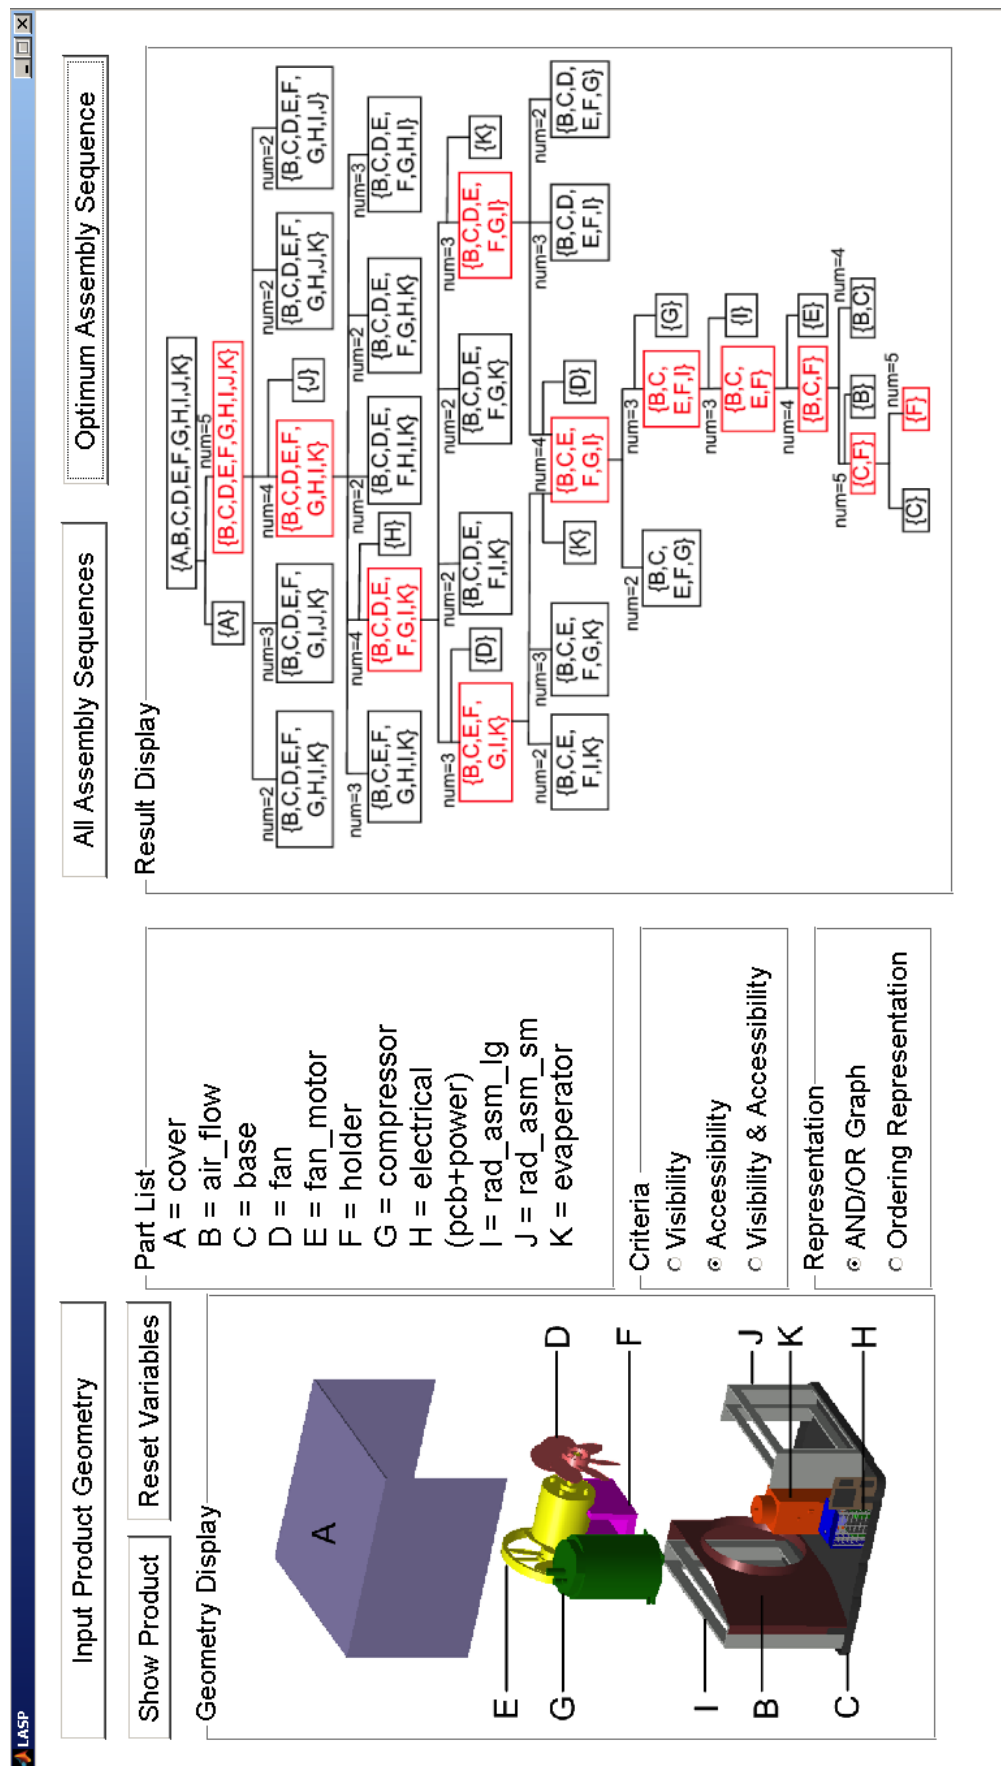 LASP
Input Product Geometry
Show Product
Reset Variables
Geometry Display
A
E
G
D
F
I
B
C
J
K
H
Part List
A = cover
B = air_flow
C = base
D = fan
E = fan_motor
F = holder
G = compressor
H = electrical
(pcb+power)
I = rad_asm_lg
J = rad_asm_sm
K = evaperator
Criteria
Visibility
Accessibility
Visibility & Accessibility
Representation
AND/OR Graph
Ordering Representation
All Assembly Sequences
Optimum Assembly Sequence
Result Display
{A,B,C,D,E,F,G,H,I,J,K}
num=5
{A}
{B,C,D,E,F,G,H,I,J,K}
num=2
num=3
num=4
num=2
num=2
{B,C,D,E,F,
G,H,I,K}
{B,C,D,E,F,
G,I,J,K}
{B,C,D,E,F,
G,H,I,K}
{J}
{B,C,D,E,F,
G,H,J,K}
{B,C,D,E,F,
G,H,I,J}
num=3
num=4
num=2
num=2
num=3
{B,C,E,F,
G,H,I,K}
{B,C,D,E,
F,G,I,K}
{H}
{B,C,D,E,
F,H,I,K}
{B,C,D,E,
F,G,H,K}
{B,C,D,E,
F,G,H,I}
num=3
num=2
num=2
num=3
{B,C,E,F,
G,I,K}
{D}
{B,C,D,E,
F,I,K}
{B,C,D,E,
F,G,K}
{B,C,D,E,
F,G,I}
{K}
num=2
num=3
num=4
num=3
num=2
{B,C,E,
F,I,K}
{B,C,E,
F,G,K}
{K}
{B,C,E,
F,G,I}
{D}
{B,C,D,
E,F,I}
{B,C,D,
E,F,G}
num=2
num=3
{B,C,
E,F,G}
{B,C,
E,F,I}
{G}
num=3
{B,C,
E,F}
{I}
num=4
{B,C,F}
{E}
num=5
num=4
{C,F}
{B}
{B,C}
num=5
{C}
{F}